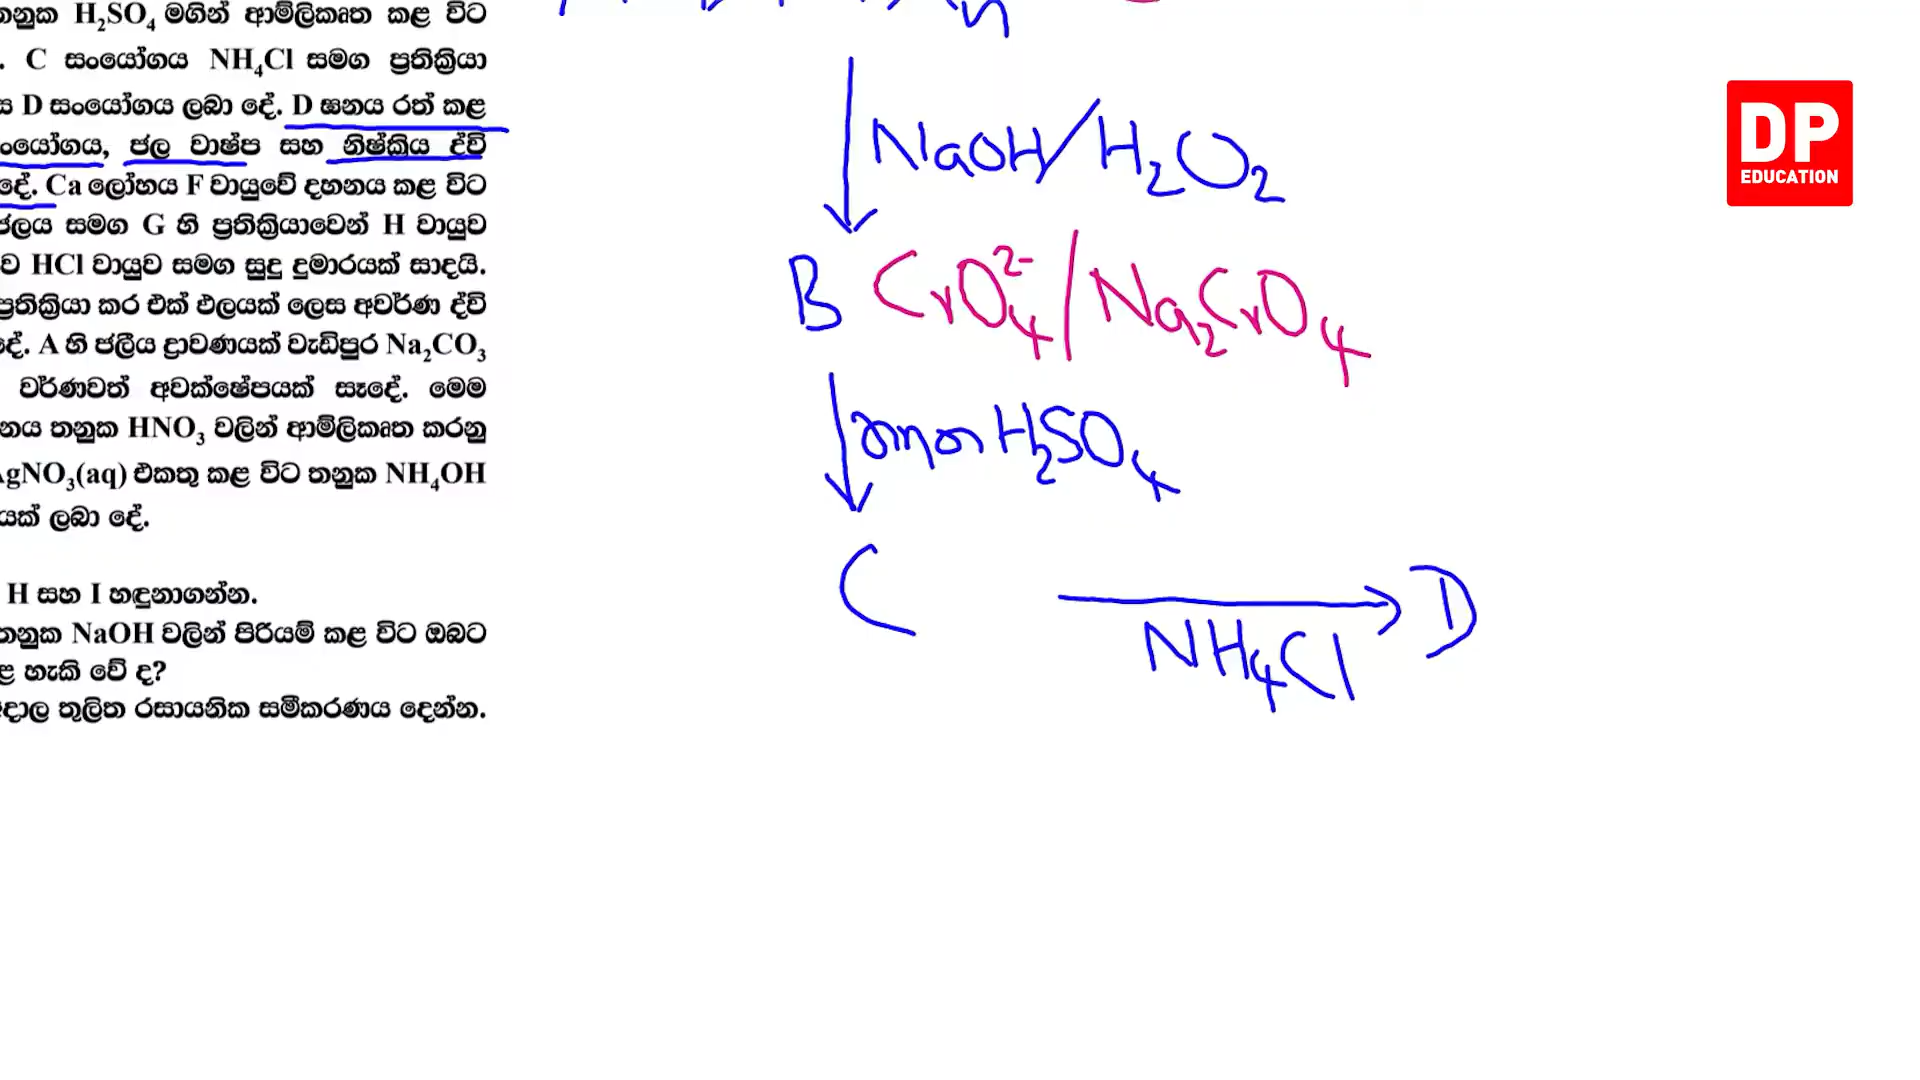 තනුක H₂SO₄ මගින් ආම්ලිකෘත කළ විට
. C සංයෝගය NH₄Cl සමග ප්‍රතික්‍රියා
ස D සංයෝගය ලබා දේ. D ඝනය රත් කළ
ංයෝගය, ජල වාෂ්ප සහ නිෂ්ක්‍රිය ද්වි
දේ. Ca ලෝහය F වායුවේ දහනය කළ විට
ජලය සමග G හි ප්‍රතික්‍රියාවෙන් H වායුව
ව HCl වායුව සමග සුදු දුමාරයක් සාදයි.
ප්‍රතික්‍රියා කර එක් ඵලයක් ලෙස අවර්ණ ද්වි
දේ. A හි ජලීය ද්‍රාවණයක් වැඩිපුර Na₂CO₃
වර්ණවත් අවක්ෂේපයක් සෑදේ. මෙම
නය තනුක HNO₃ වලින් ආම්ලිකෘත කරනු
AgNO₃(aq) එකතු කළ විට තනුක NH₄OH
යක් ලබා දේ.
H සහ I හඳුනාගන්න.
තනුක NaOH වලින් පිරියම් කළ විට ඔබට
ළ හැකි වේ ද?
දාල තුලිත රසායනික සමීකරණය දෙන්න.
NaOH/H₂O₂
B CrO₄²⁻/Na₂CrO₄
තනුක H₂SO₄
C → D
NH₄Cl
DP
EDUCATION